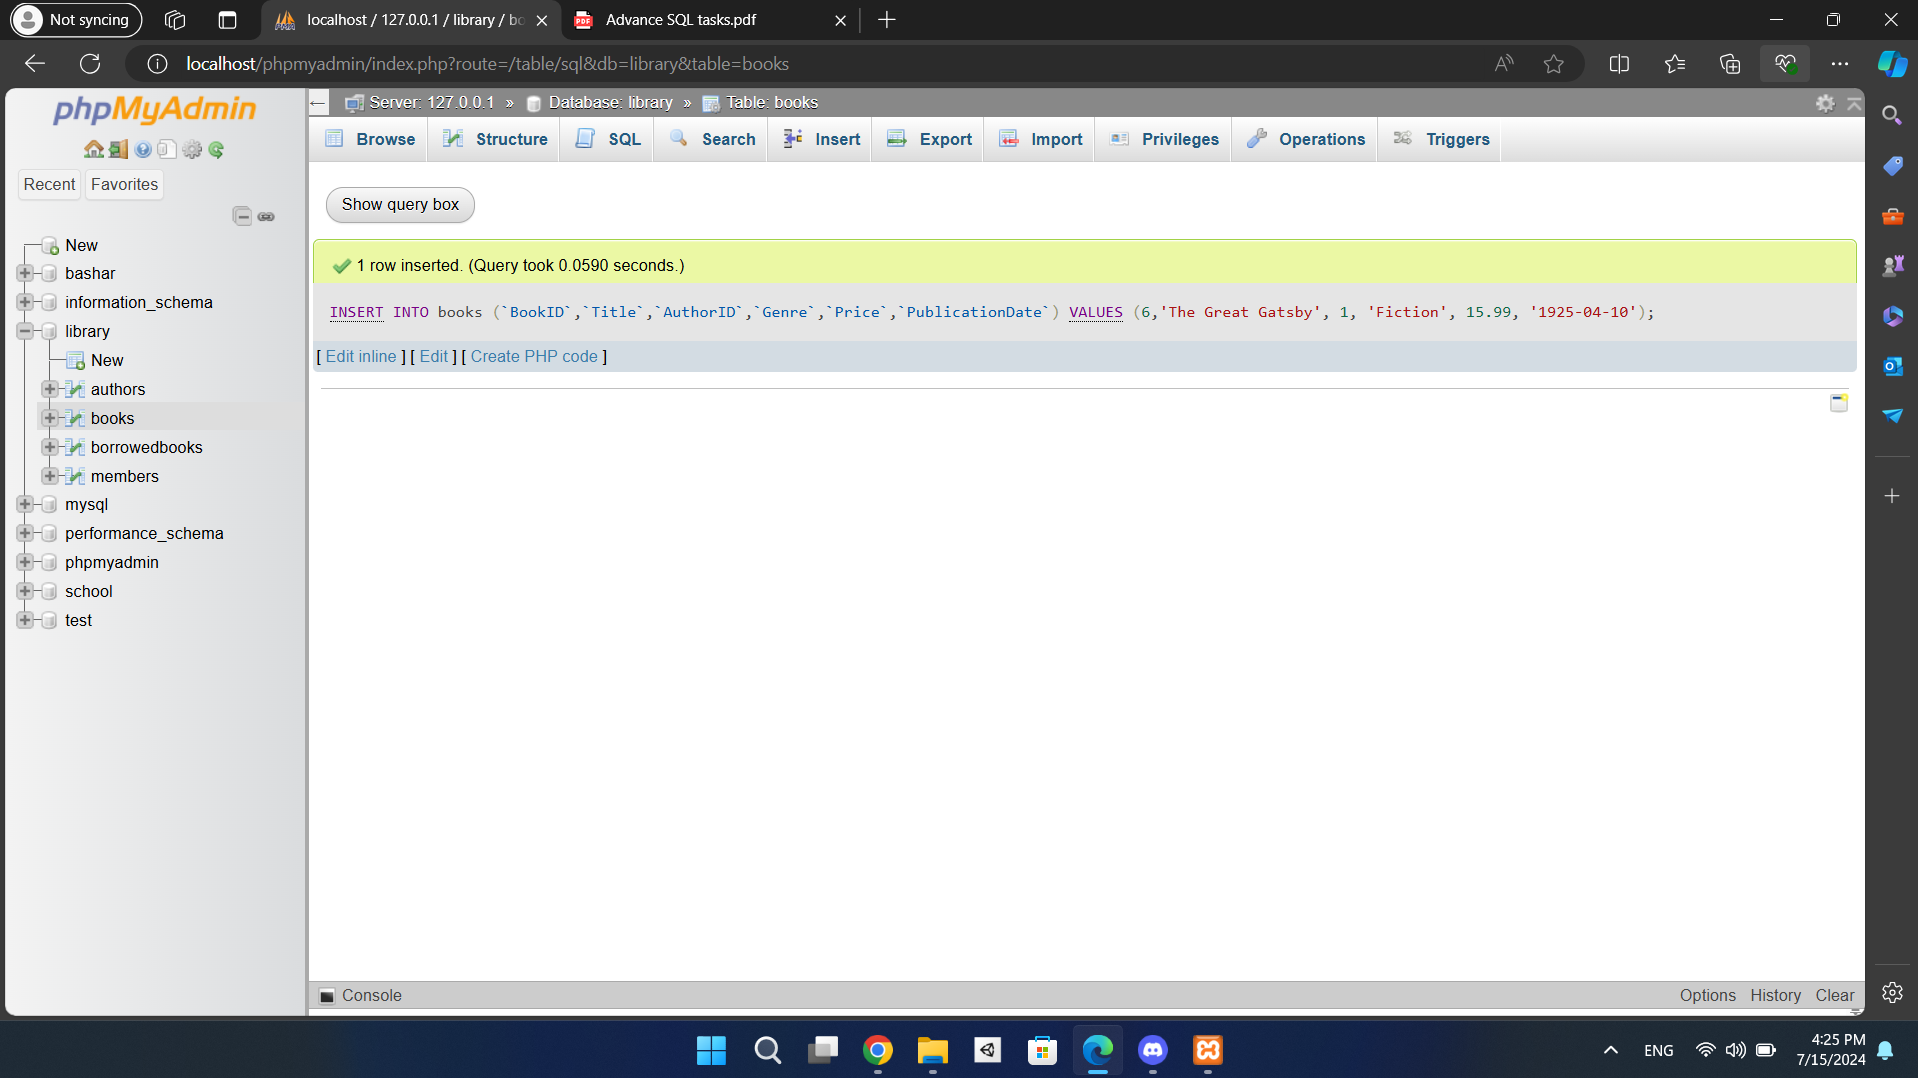 Not syncing
localhost / 127.0.0.1 / library / bo
Advance SQL tasks.pdf
localhost/phpmyadmin/index.php?route=/table/sql&db=library&table=books
phpMyAdmin
Recent
Favorites
New
bashar
information_schema
library
New
authors
books
borrowedbooks
members
mysql
performance_schema
phpmyadmin
school
test
Server: 127.0.0.1 » Database: library » Table: books
Browse
Structure
SQL
Search
Insert
Export
Import
Privileges
Operations
Triggers
Show query box
1 row inserted. (Query took 0.0590 seconds.)
INSERT INTO books (`BookID`,`Title`,`AuthorID`,`Genre`,`Price`,`PublicationDate`) VALUES (6,'The Great Gatsby', 1, 'Fiction', 15.99, '1925-04-10');
[ Edit inline ] [ Edit ] [ Create PHP code ]
Console
Options
History
Clear
ENG
4:25 PM
7/15/2024